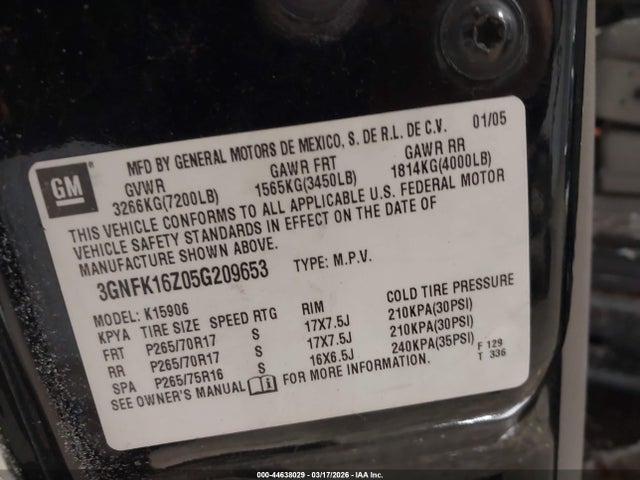 MFD BY GENERAL MOTORS DE MEXICO, S. DE R.L. DE C.V. 01/05
GM
GVWR GAWR FRT GAWR RR
3266KG(7200LB) 1565KG(3450LB) 1814KG(4000LB)
THIS VEHICLE CONFORMS TO ALL APPLICABLE U.S. FEDERAL MOTOR
VEHICLE SAFETY STANDARDS IN EFFECT ON THE DATE OF
MANUFACTURE SHOWN ABOVE.
3GNFK16Z05G209653 TYPE: M.P.V.
MODEL: K15906
KPYA TIRE SIZE SPEED RTG RIM COLD TIRE PRESSURE
FRT P265/70R17 S 17X7.5J 210KPA(30PSI)
RR P265/70R17 S 17X7.5J 210KPA(30PSI)
SPA P265/75R16 S 16X6.5J 240KPA(35PSI)
SEE OWNER'S MANUAL FOR MORE INFORMATION.
F 129
T 336
000-44638029 — 03/17/2026 — IAA Inc.